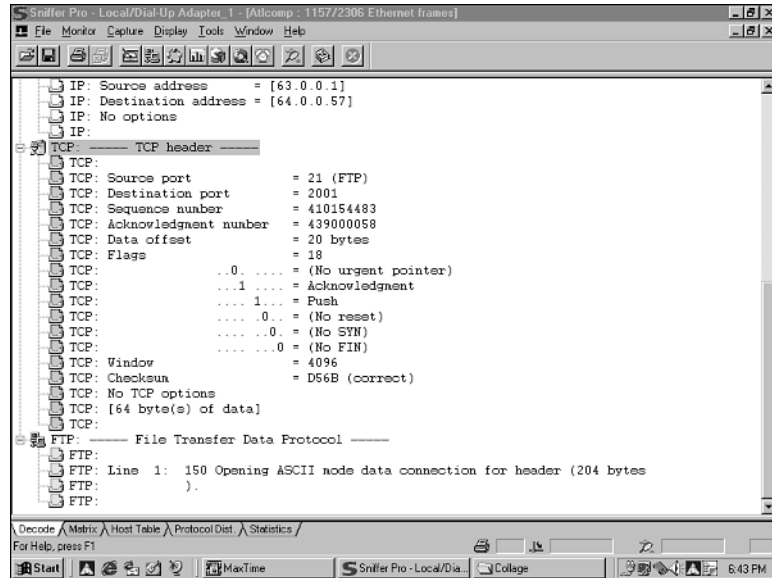 Sniffer Pro - Local/Dial-Up Adapter_1 - [Atlcomp : 1157/2306 Ethernet frames]
File Monitor Capture Display Tools Window Help
IP: Source address = [63.0.0.1]
IP: Destination address = [64.0.0.57]
IP: No options
IP:
TCP: ----- TCP header -----
TCP:
TCP: Source port = 21 (FTP)
TCP: Destination port = 2001
TCP: Sequence number = 410154483
TCP: Acknowledgment number = 439000058
TCP: Data offset = 20 bytes
TCP: Flags = 18
TCP: ..0. .... = (No urgent pointer)
TCP: ...1 .... = Acknowledgment
TCP: .... 1... = Push
TCP: .... .0.. = (No reset)
TCP: .... ..0. = (No SYN)
TCP: .... ...0 = (No FIN)
TCP: Window = 4096
TCP: Checksum = D56B (correct)
TCP: No TCP options
TCP: [64 byte(s) of data]
TCP:
FTP: ----- File Transfer Data Protocol -----
FTP:
FTP: Line 1: 150 Opening ASCII mode data connection for header (204 bytes
FTP: ).
FTP:
Decode Matrix Host Table Protocol Dist. Statistics
For Help, press F1
Start MaxTime Sniffer Pro - Local/Dia... Collage 6:43 PM